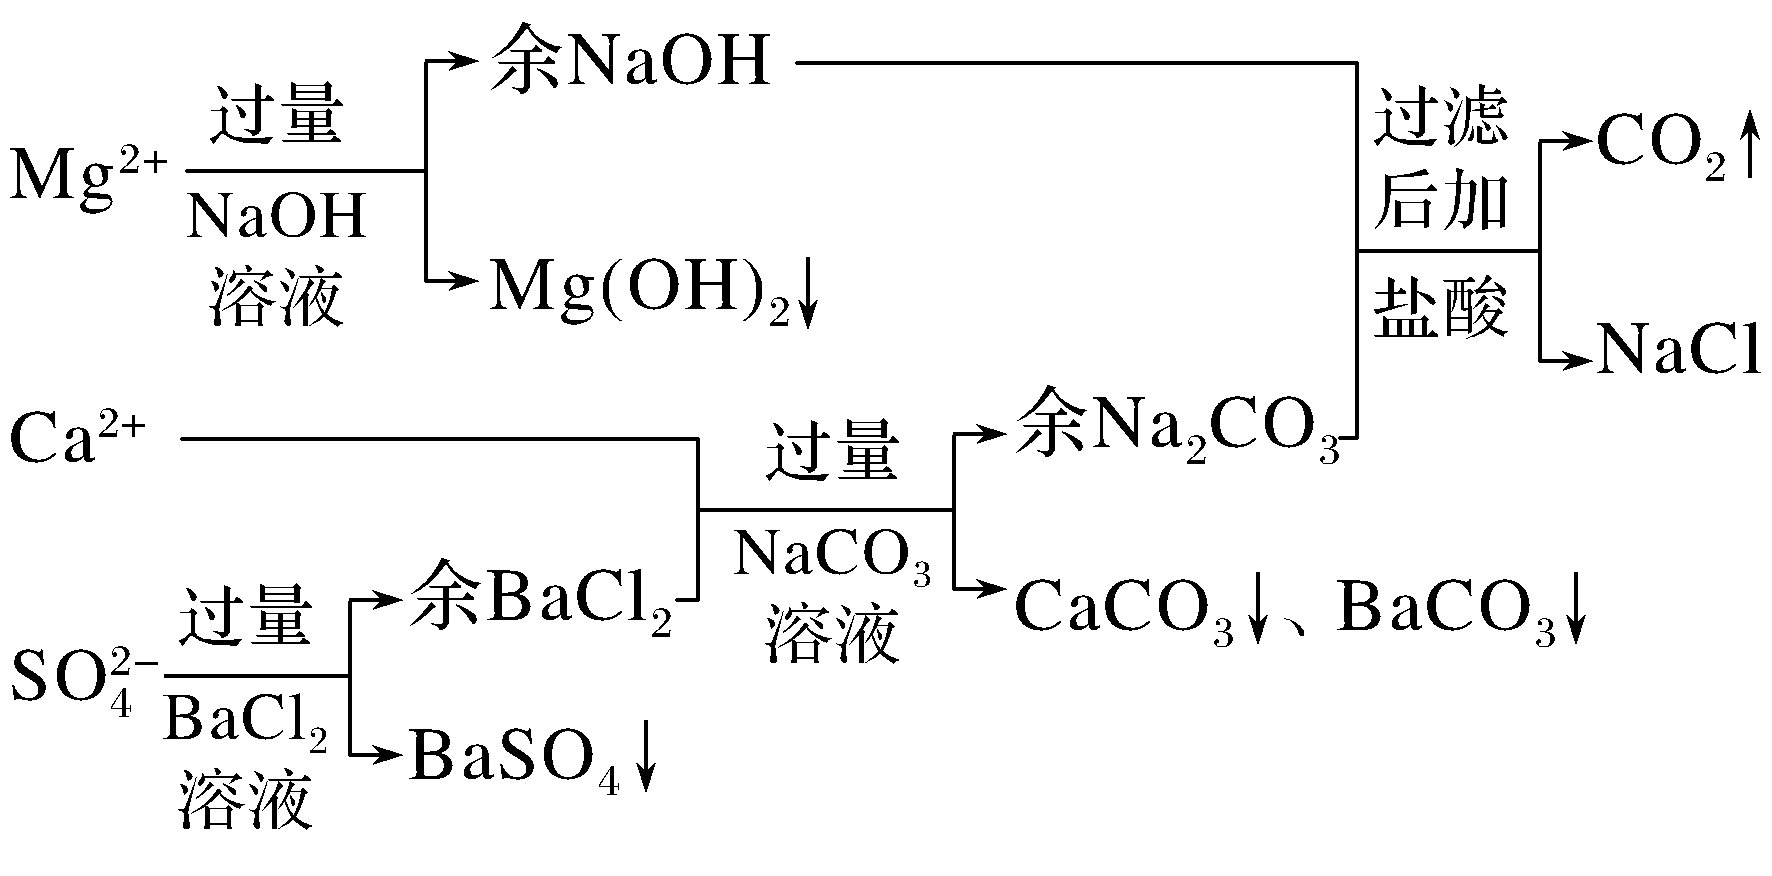 Mg²⁺
过量
NaOH
溶液
余NaOH
Mg(OH)₂↓
Ca²⁺
SO₄²⁻
过量
BaCl₂
溶液
余BaCl₂
BaSO₄↓
过量
NaCO₃
溶液
余Na₂CO₃
CaCO₃↓、BaCO₃↓
过滤
后加
盐酸
CO₂↑
NaCl